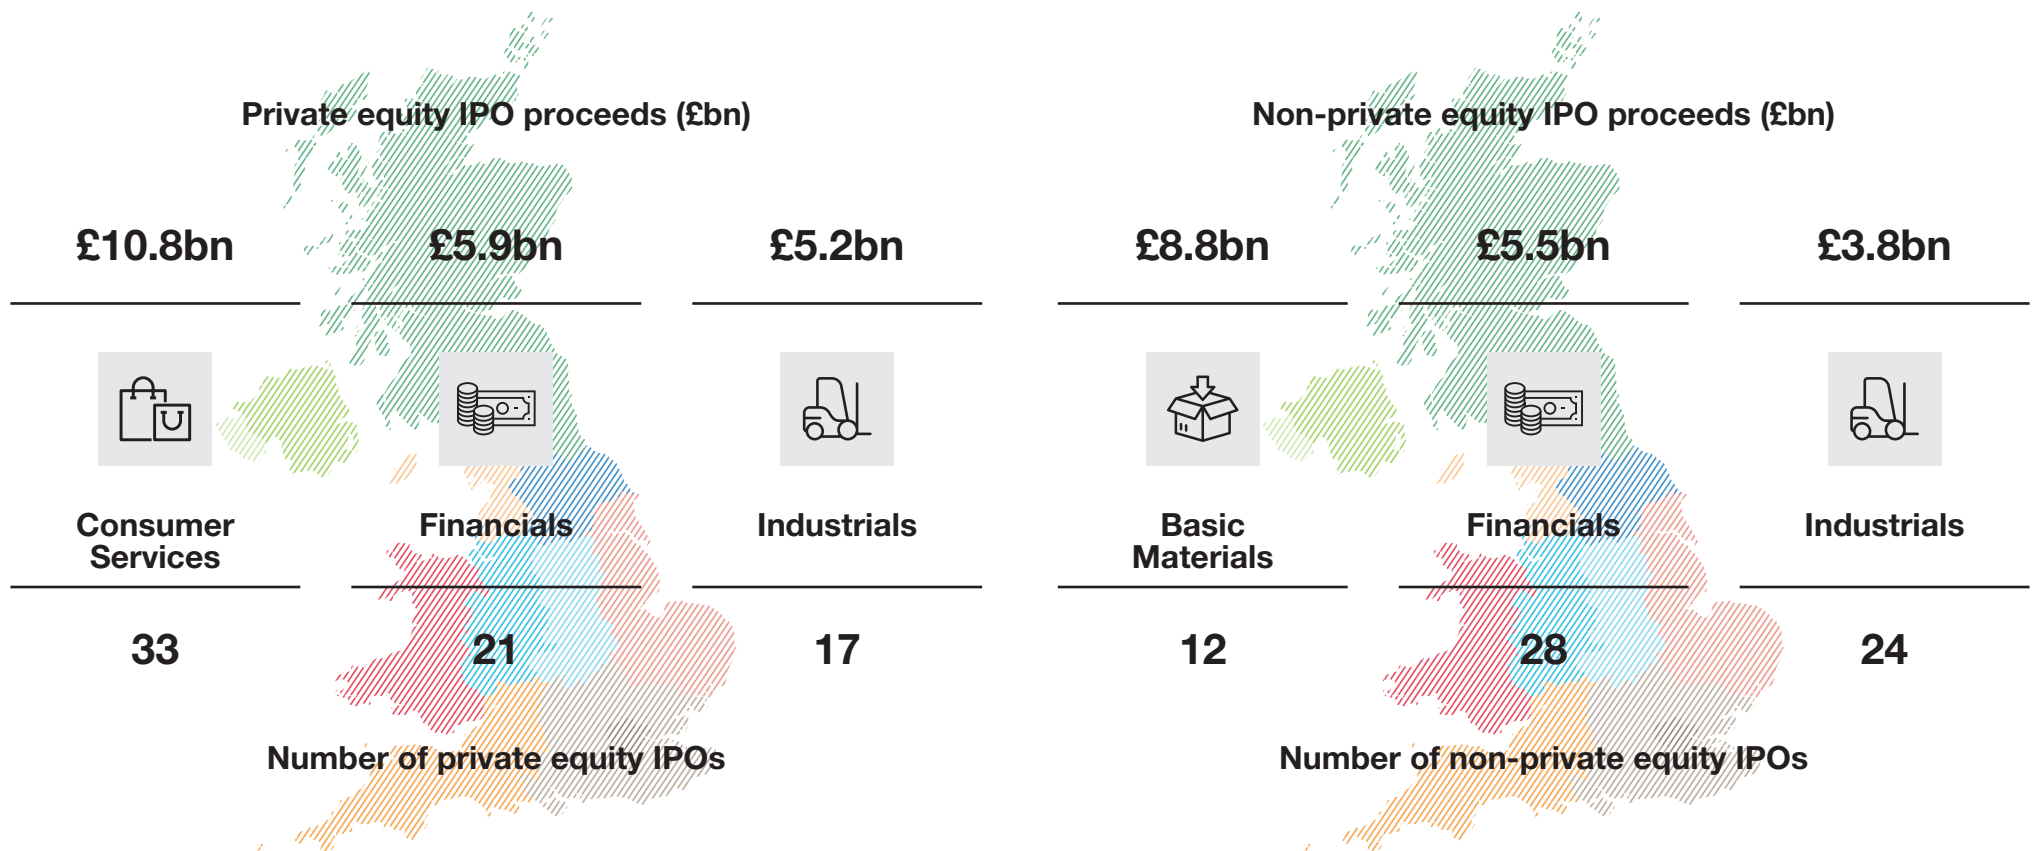 Private equity IPO proceeds (£bn)
£10.8bn
£5.9bn
£5.2bn
Consumer
Services
Financials
Industrials
33
21
17
Number of private equity IPOs
Non-private equity IPO proceeds (£bn)
£8.8bn
£5.5bn
£3.8bn
Basic
Materials
Financials
Industrials
12
28
24
Number of non-private equity IPOs